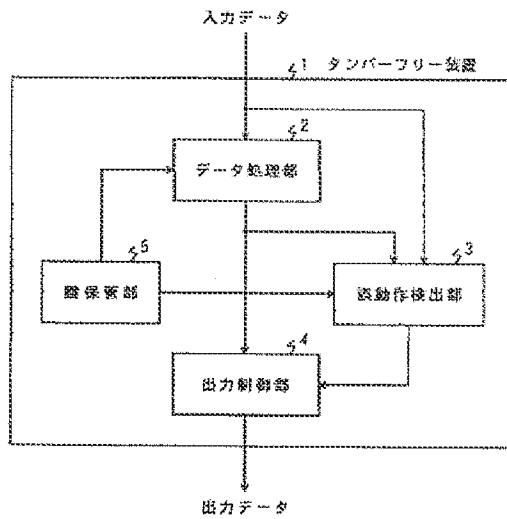 入力データ
1 タンパーフリー装置
2
データ処理部
5
鍵保管部
3
誤動作検出部
4
出力制御部
出力データ